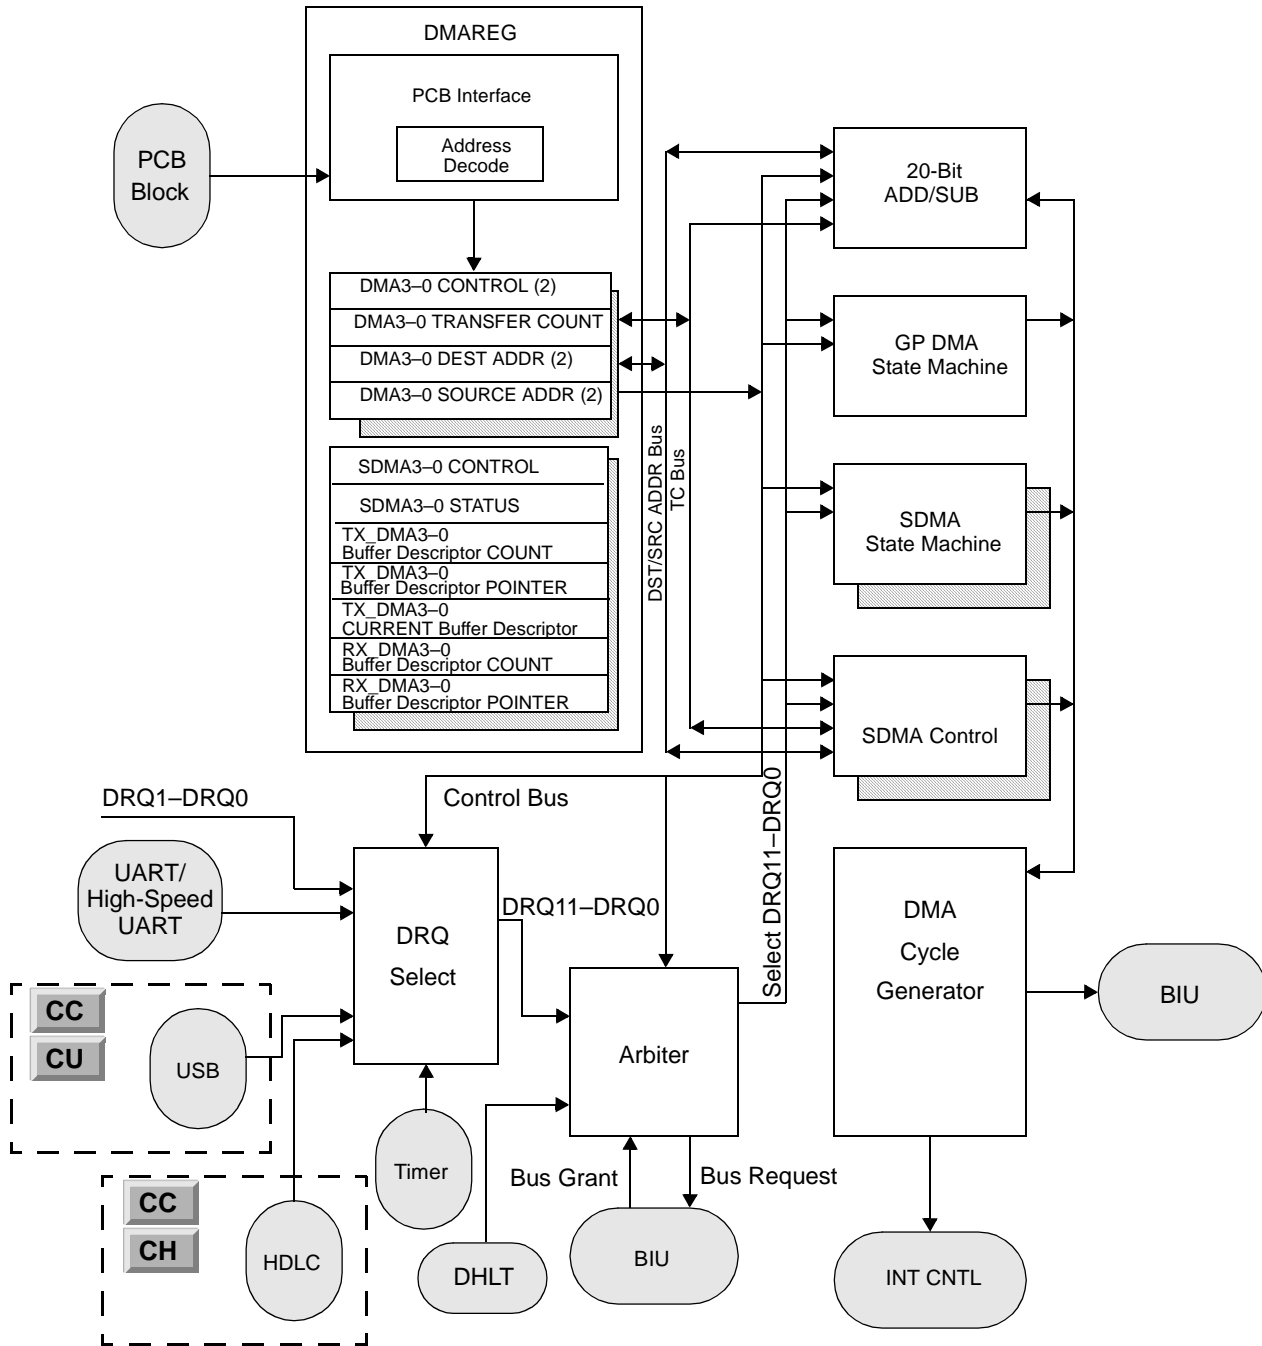 DMAREG
PCB Interface
Address
Decode
PCB
Block
20-Bit
ADD/SUB
DMA3–0 CONTROL (2)
DMA3–0 TRANSFER COUNT
DMA3–0 DEST ADDR (2)
DMA3–0 SOURCE ADDR (2)
GP DMA
State Machine
DST/SRC ADDR Bus
TC Bus
SDMA3–0 CONTROL
SDMA3–0 STATUS
TX_DMA3–0
Buffer Descriptor COUNT
TX_DMA3–0
Buffer Descriptor POINTER
TX_DMA3–0
CURRENT Buffer Descriptor
RX_DMA3–0
Buffer Descriptor COUNT
RX_DMA3–0
Buffer Descriptor POINTER
SDMA
State Machine
SDMA Control
DRQ1–DRQ0
Control Bus
Select DRQ11–DRQ0
UART/
High-Speed
UART
DRQ
Select
DRQ11–DRQ0
DMA
Cycle
Generator
BIU
CC
CU
USB
Arbiter
Timer
Bus Grant
Bus Request
CC
CH
HDLC
DHLT
BIU
INT CNTL